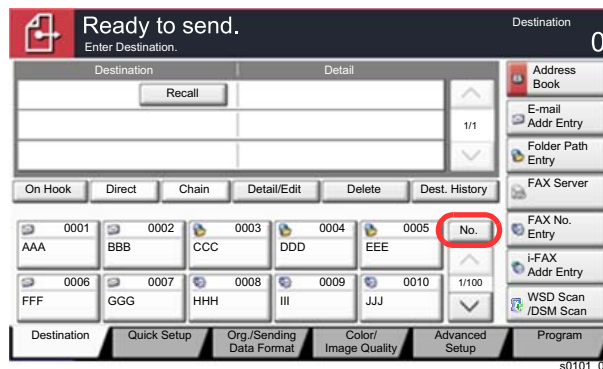 Ready to send.
Enter Destination.
Destination
0
Destination Detail
Recall
1/1
On Hook Direct Chain Detail/Edit Delete Dest. History
0001 0002 0003 0004 0005 No.
AAA BBB CCC DDD EEE
0006 0007 0008 0009 0010 1/100
FFF GGG HHH III JJJ
Address
Book
E-mail
Addr Entry
Folder Path
Entry
FAX Server
FAX No.
Entry
i-FAX
Addr Entry
WSD Scan
/DSM Scan
Destination Quick Setup Org./Sending
Data Format Color/
Image Quality Advanced
Setup Program
s0101_0